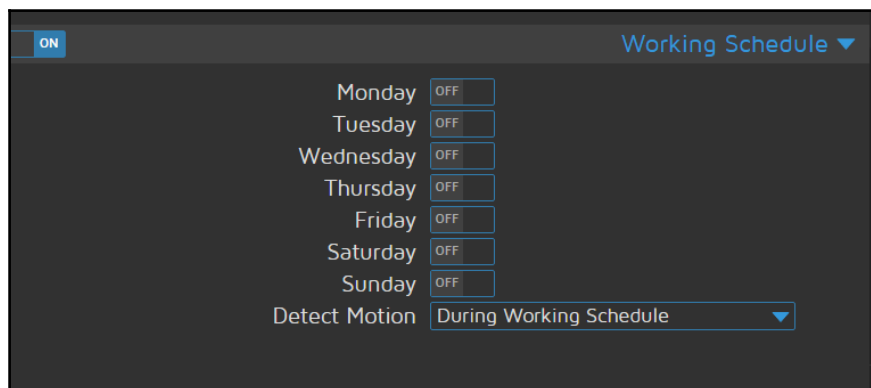 ON Working Schedule
Monday OFF
Tuesday OFF
Wednesday OFF
Thursday OFF
Friday OFF
Saturday OFF
Sunday OFF
Detect Motion During Working Schedule